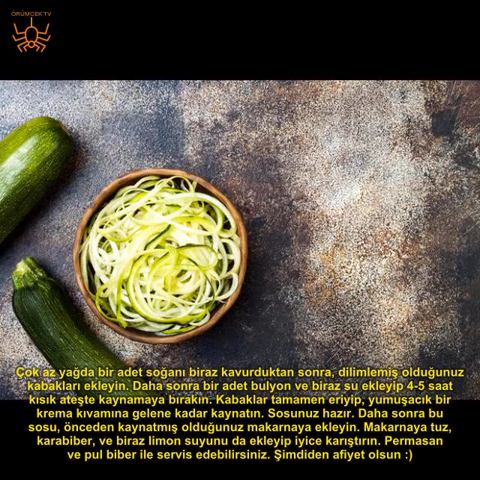 ÖRÜMCEK TV
Çok az yağda bir adet soğanı biraz kavurduktan sonra, dilimlemiş olduğunuz
kabakları ekleyin. Daha sonra bir adet bulyon ve biraz su ekleyip 4-5 saat
kısık ateşte kaynamaya bırakın. Kabaklar tamamen eriyip, yumuşacık bir
krema kıvamına gelene kadar kaynatın. Sosunuz hazır. Daha sonra bu
sosu, önceden kaynatmış olduğunuz makarnaya ekleyin. Makarnaya tuz,
karabiber, ve biraz limon suyunu da ekleyip iyice karıştırın. Permasan
ve pul biber ile servis edebilirsiniz. Şimdiden afiyet olsun :)